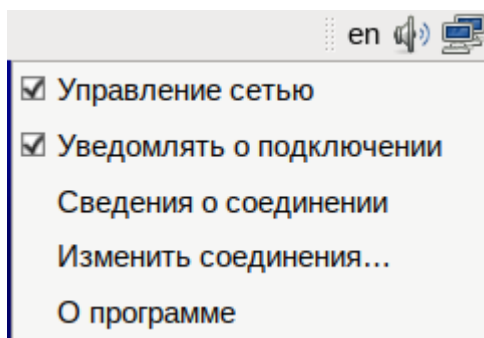 en
Управление сетью
Уведомлять о подключении
Сведения о соединении
Изменить соединения...
О программе